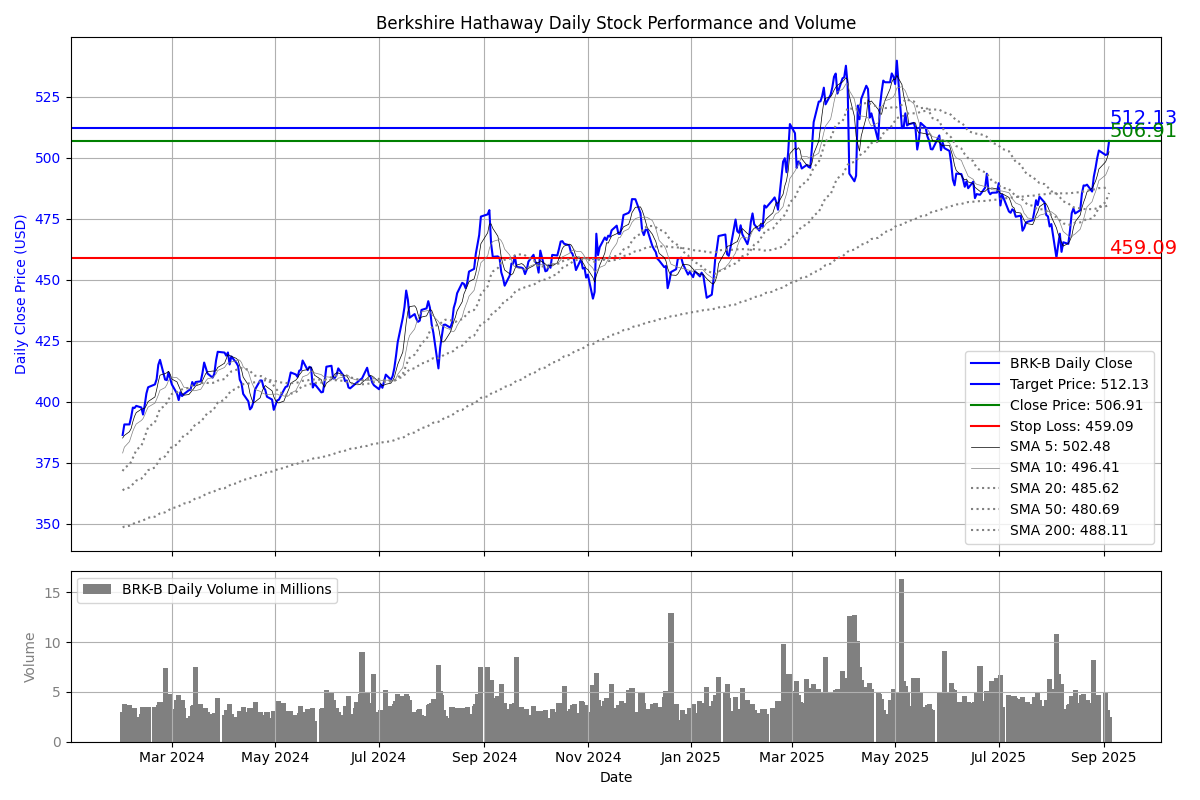 Berkshire Hathaway Daily Stock Performance and Volume
Daily Close Price (USD)
525
500
475
450
425
400
375
350
512.13
506.91
459.09
BRK-B Daily Close
Target Price: 512.13
Close Price: 506.91
Stop Loss: 459.09
SMA 5: 502.48
SMA 10: 496.41
SMA 20: 485.62
SMA 50: 480.69
SMA 200: 488.11
Volume
15
10
5
0
BRK-B Daily Volume in Millions
Mar 2024 May 2024 Jul 2024 Sep 2024 Nov 2024 Jan 2025 Mar 2025 May 2025 Jul 2025 Sep 2025
Date